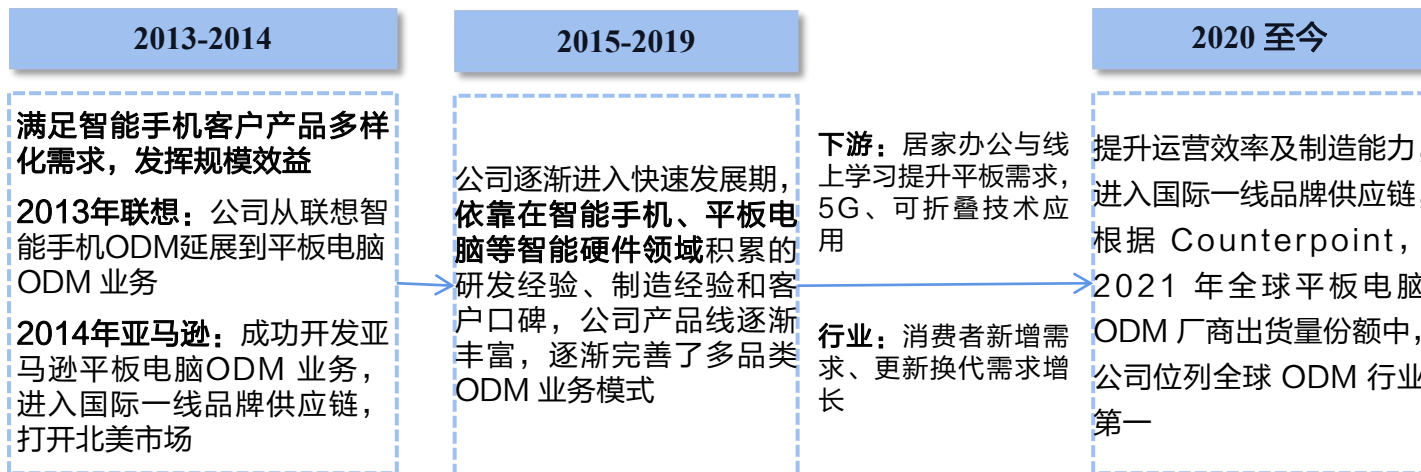 2013-2014
满足智能手机客户产品多样
化需求，发挥规模效益
2013年联想：公司从联想智
能手机ODM延展到平板电脑
ODM 业务
2014年亚马逊：成功开发亚
马逊平板电脑ODM 业务，
进入国际一线品牌供应链，
打开北美市场
2015-2019
公司逐渐进入快速发展期，
依靠在智能手机、平板电
脑等智能硬件领域积累的
研发经验、制造经验和客
户口碑，公司产品线逐渐
丰富，逐渐完善了多品类
ODM 业务模式
下游：居家办公与线
上学习提升平板需求，
5G、可折叠技术应
用
行业：消费者新增需
求、更新换代需求增
长
2020 至今
提升运营效率及制造能力，
进入国际一线品牌供应链，
根据 Counterpoint，
2021 年全球平板电脑
ODM 厂商出货量份额中，
公司位列全球 ODM 行业
第一